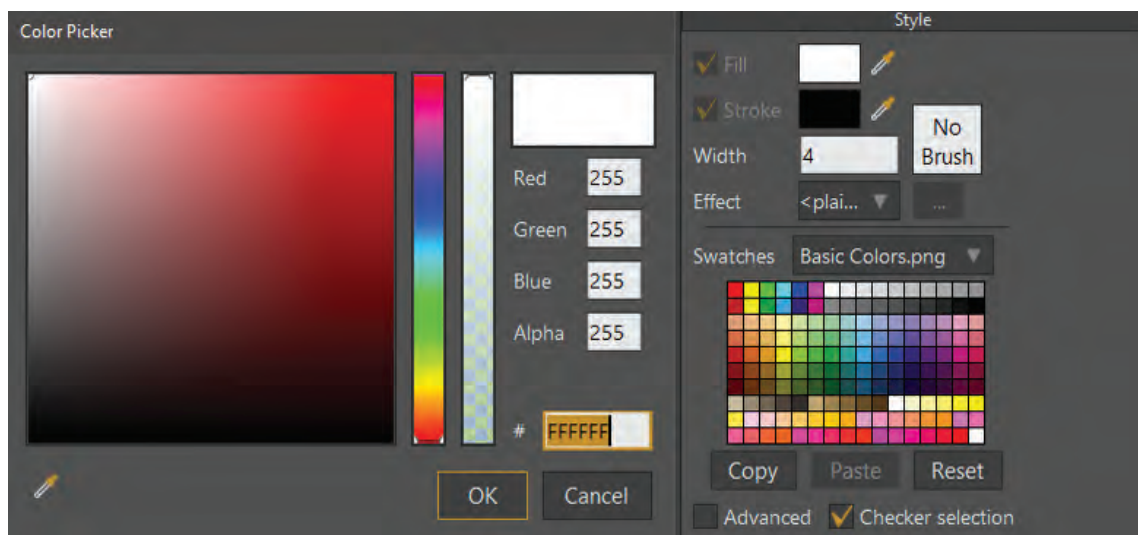 Color Picker
Red 255
Green 255
Blue 255
Alpha 255
# FFFFFF
OK Cancel
Style
Fill
Stroke
No
Brush
Width 4
Effect <plai... ...
Swatches Basic Colors.png
Copy Paste Reset
Advanced Checker selection